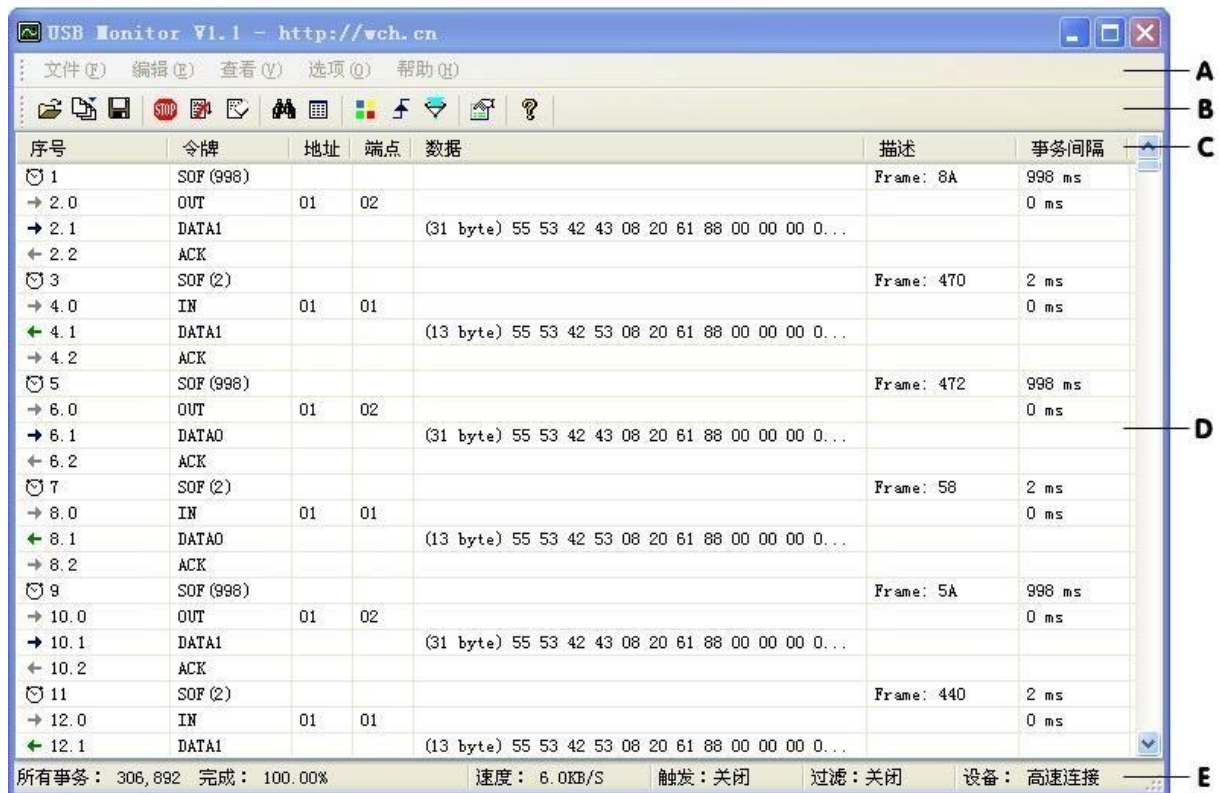 USB Monitor V1.1 - http://wch.cn
文件(F) 编辑(E) 查看(V) 选项(O) 帮助(H) A
STOP B
序号 令牌 地址 端点 数据 描述 事务间隔 C
1 SOF(998) Frame: 8A 998 ms
2.0 OUT 01 02 0 ms
2.1 DATA1 (31 byte) 55 53 42 43 08 20 61 88 00 00 00 0...
2.2 ACK
3 SOF(2) Frame: 470 2 ms
4.0 IN 01 01 0 ms
4.1 DATA1 (13 byte) 55 53 42 53 08 20 61 88 00 00 00 0...
4.2 ACK
5 SOF(998) Frame: 472 998 ms
6.0 OUT 01 02 0 ms
6.1 DATA0 (31 byte) 55 53 42 43 08 20 61 88 00 00 00 0... D
6.2 ACK
7 SOF(2) Frame: 58 2 ms
8.0 IN 01 01 0 ms
8.1 DATA0 (13 byte) 55 53 42 53 08 20 61 88 00 00 00 0...
8.2 ACK
9 SOF(998) Frame: 5A 998 ms
10.0 OUT 01 02 0 ms
10.1 DATA1 (31 byte) 55 53 42 43 08 20 61 88 00 00 00 0...
10.2 ACK
11 SOF(2) Frame: 440 2 ms
12.0 IN 01 01 0 ms
12.1 DATA1 (13 byte) 55 53 42 53 08 20 61 88 00 00 00 0...
所有事务: 306,892 完成: 100.00% 速度: 6.0KB/S 触发:关闭 过滤:关闭 设备: 高速连接 E